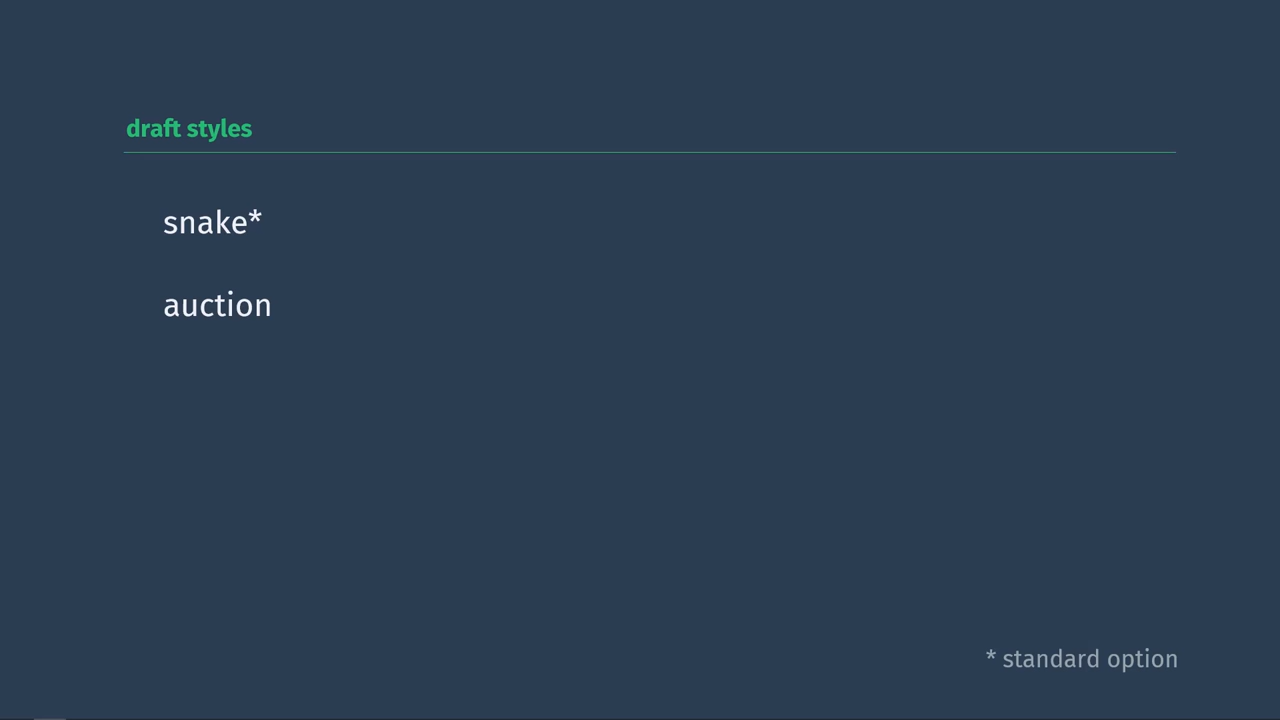 draft styles
snake*
auction
* standard option